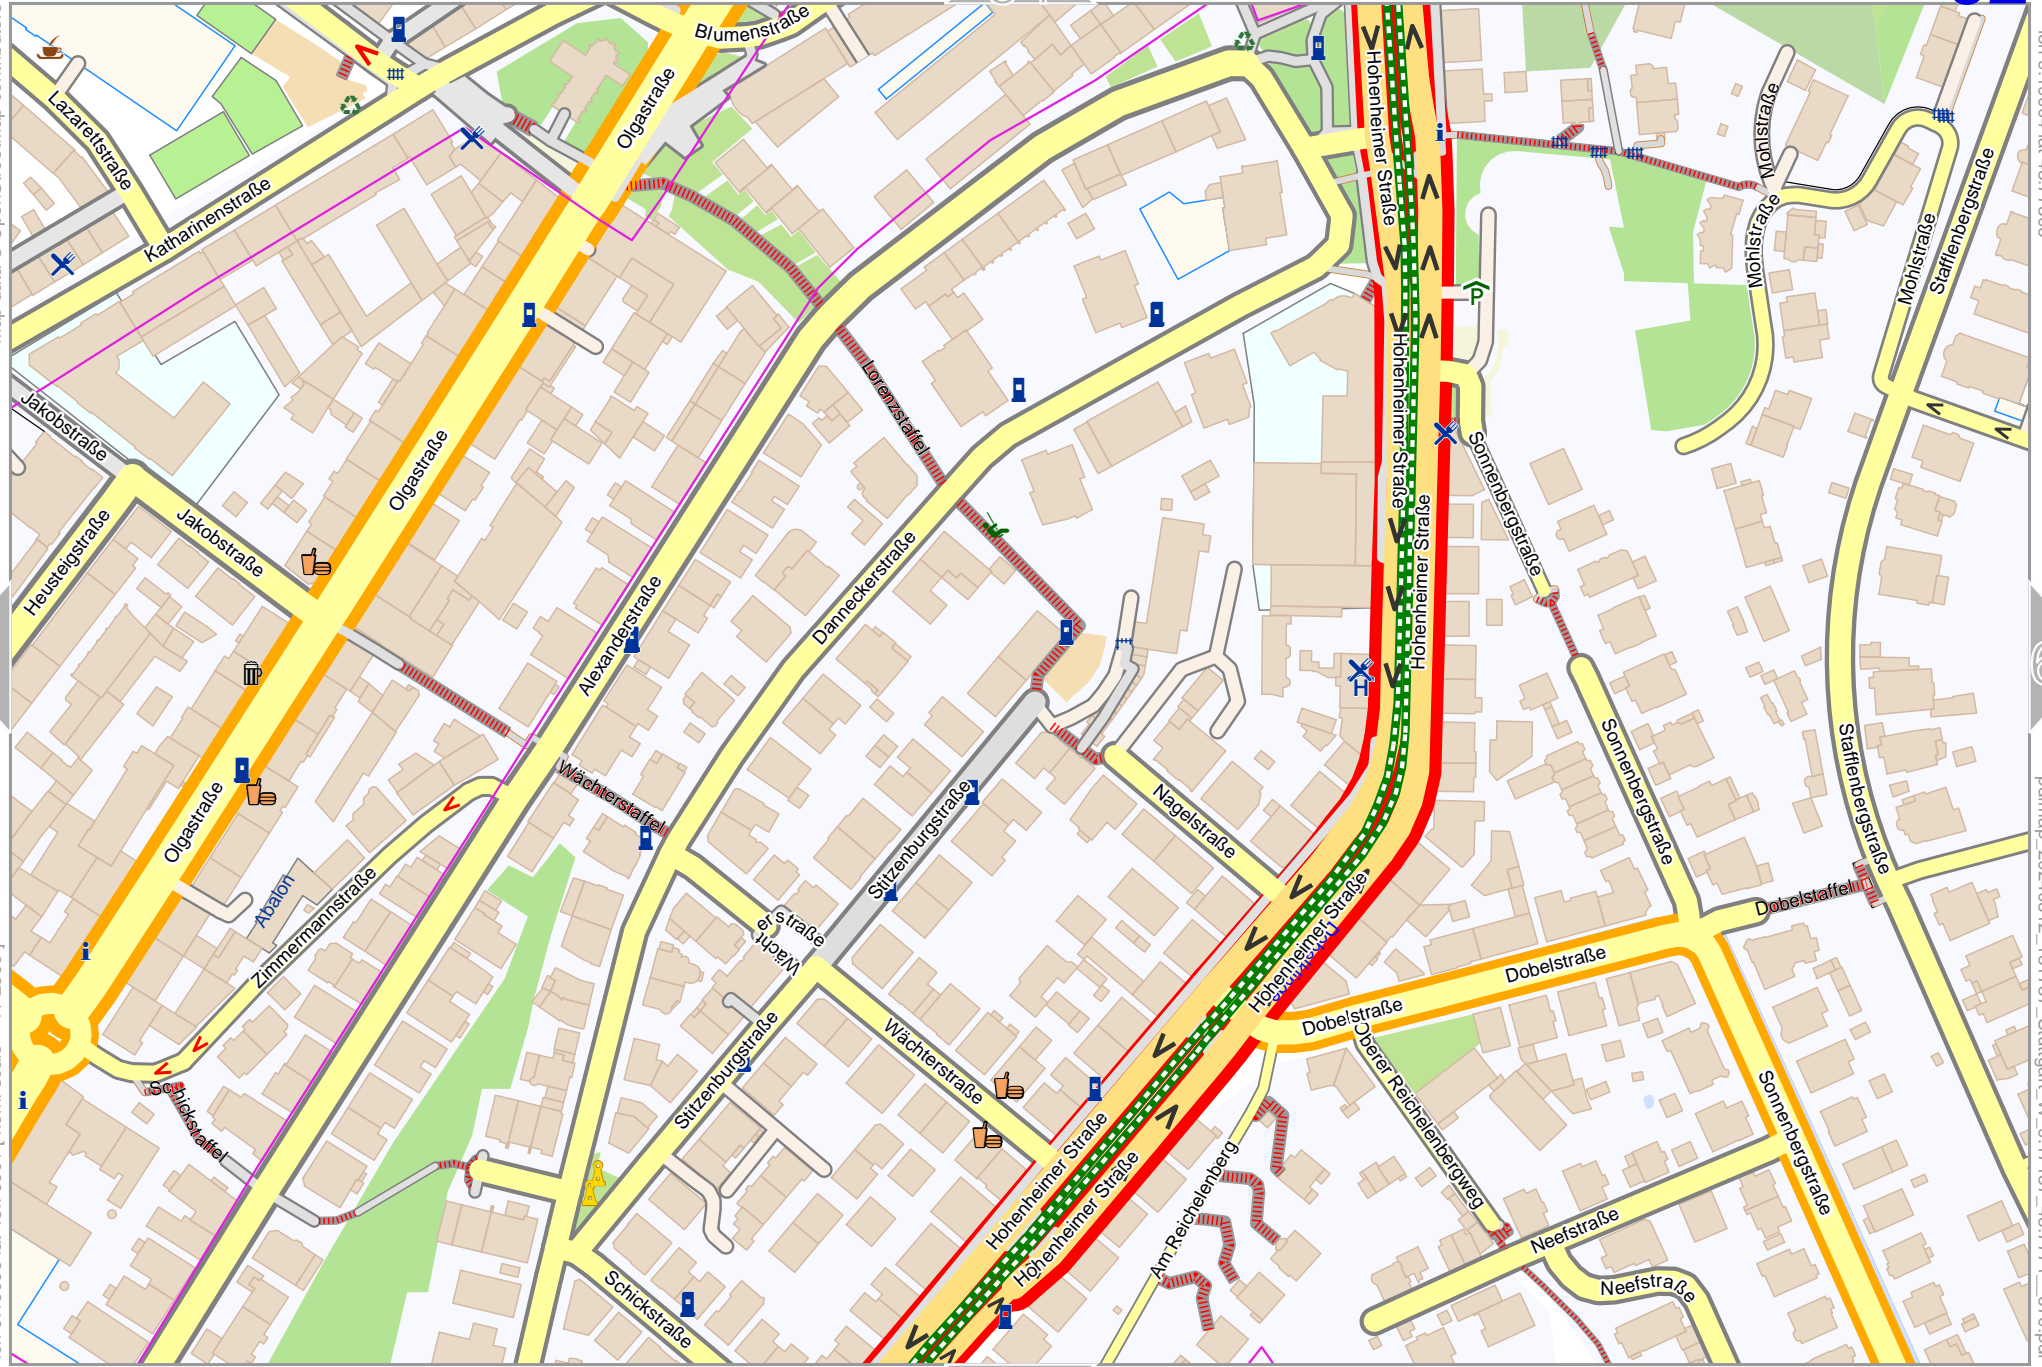 Blumenstraße
Olgastraße
Lazarettstraße
Katharinenstraße
Hohenheimer Straße
Mohlstraße
Mohlstraße
Mohlstraße
Stafflenbergstraße
i
P
Lorenzstaffel
Hohenheimer Straße
Jakobstraße
Olgastraße
Jakobstraße
Heusteigstraße
Sonnenbergstraße
Hohenheimer Straße
Danneckerstraße
Alexanderstraße
H
Wächterstaffel
Olgastraße
Stitzenburgstraße
Nagelstraße
Sonnenbergstraße
Stafflenbergstraße
Abalon
Zimmermannstraße
Wächterstraße
Hohenheimer Straße
Dobelstaffel
Dobelstraße
Dobelstraße
i
i
Schickstaffel
Stitzenburgstraße
Wächterstraße
Oberer Reichelenbergweg
Sonnenbergstraße
Hohenheimer Straße
Hohenheimer Straße
Am Reichelenberg
Neefstraße
Neefstraße
Schickstraße